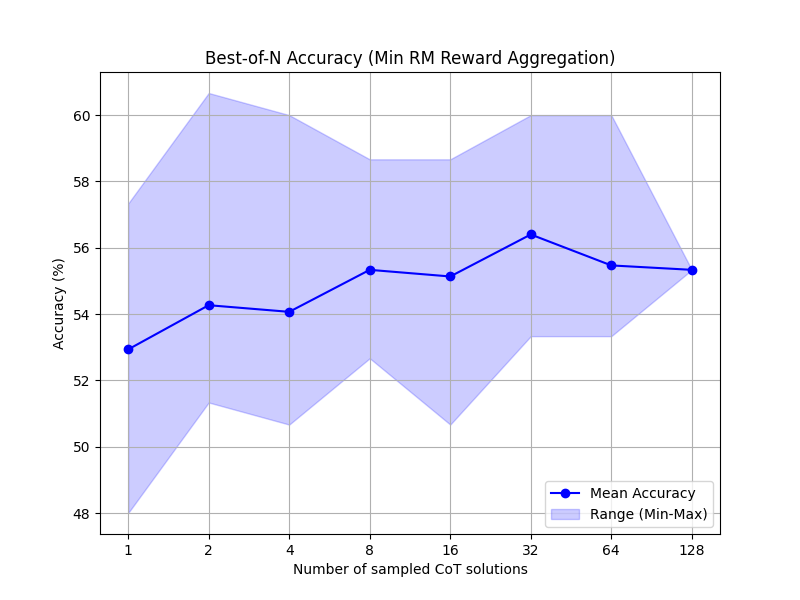 Best-of-N Accuracy (Min RM Reward Aggregation)
Accuracy (%)
60
58
56
54
52
50
48
Mean Accuracy
Range (Min-Max)
1 2 4 8 16 32 64 128
Number of sampled CoT solutions